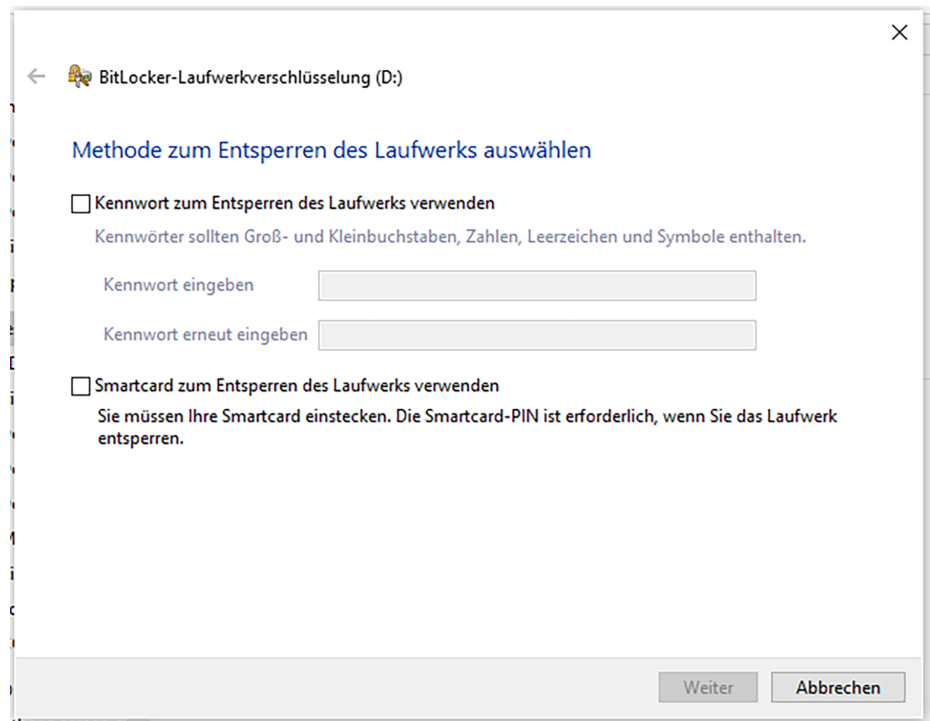 BitLocker-Laufwerkverschlüsselung (D:)
Methode zum Entsperren des Laufwerks auswählen
Kennwort zum Entsperren des Laufwerks verwenden
Kennwörter sollten Groß- und Kleinbuchstaben, Zahlen, Leerzeichen und Symbole enthalten.
Kennwort eingeben
Kennwort erneut eingeben
Smartcard zum Entsperren des Laufwerks verwenden
Sie müssen Ihre Smartcard einstecken. Die Smartcard-PIN ist erforderlich, wenn Sie das Laufwerk
entsperren.
Weiter
Abbrechen